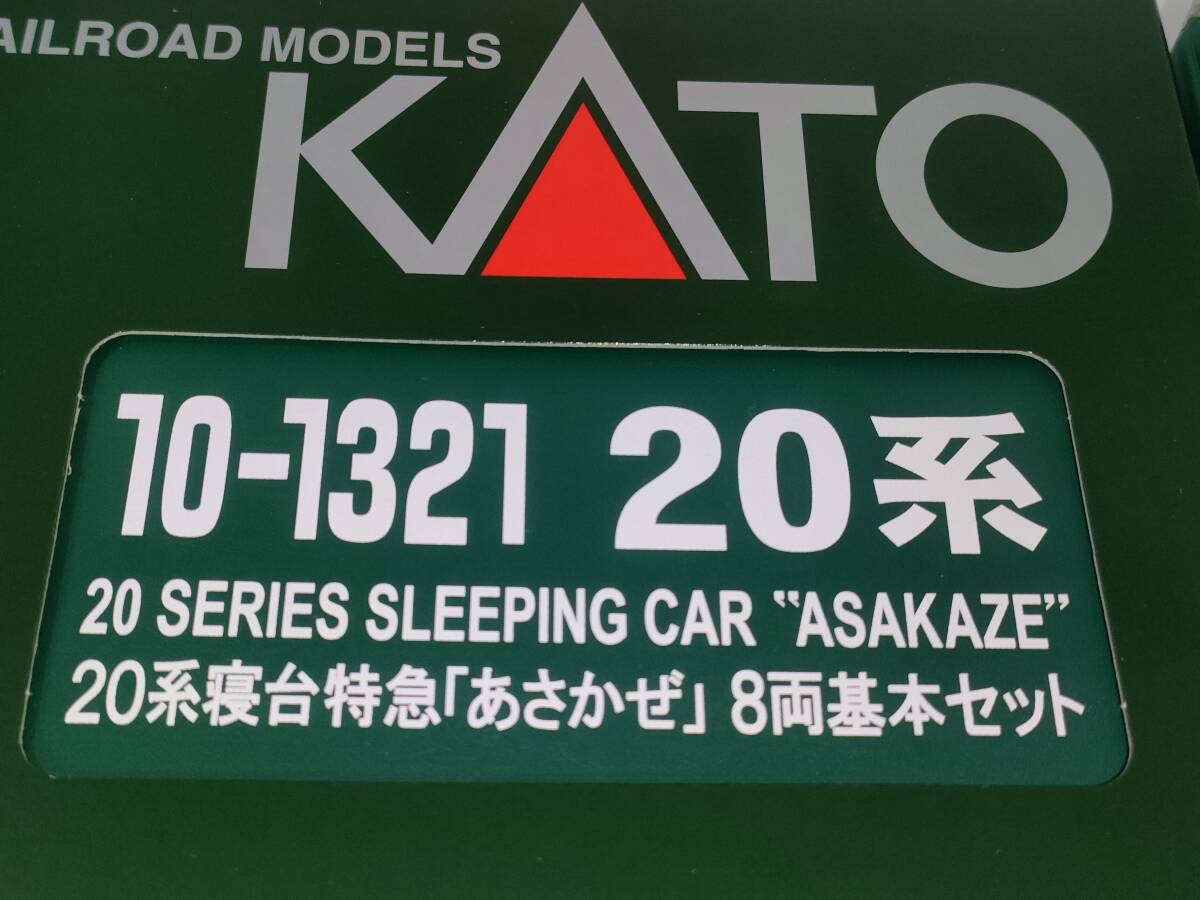 AILROAD MODELS
KATO
10-1321 20系
20 SERIES SLEEPING CAR “ASAKAZE”
20系寝台特急「あさかぜ」 8両基本セット